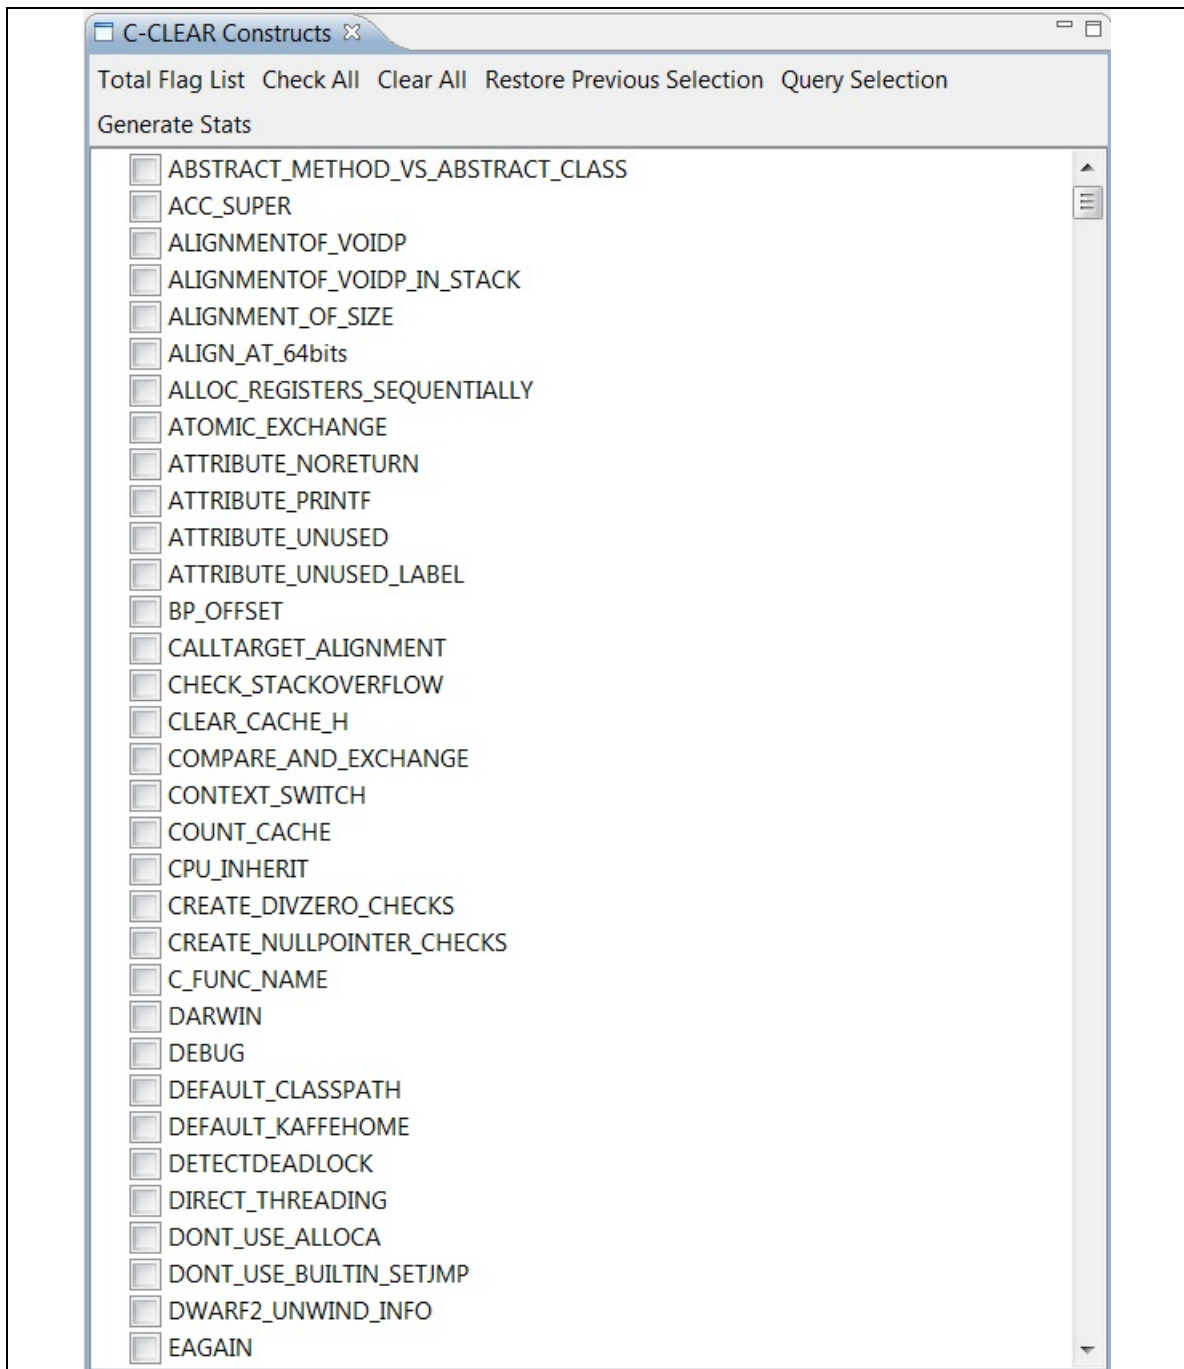 C-CLEAR Constructs
Total Flag List Check All Clear All Restore Previous Selection Query Selection
Generate Stats
ABSTRACT_METHOD_VS_ABSTRACT_CLASS
ACC_SUPER
ALIGNMENTOF_VOIDP
ALIGNMENTOF_VOIDP_IN_STACK
ALIGNMENT_OF_SIZE
ALIGN_AT_64bits
ALLOC_REGISTERS_SEQUENTIALLY
ATOMIC_EXCHANGE
ATTRIBUTE_NORETURN
ATTRIBUTE_PRINTF
ATTRIBUTE_UNUSED
ATTRIBUTE_UNUSED_LABEL
BP_OFFSET
CALLTARGET_ALIGNMENT
CHECK_STACKOVERFLOW
CLEAR_CACHE_H
COMPARE_AND_EXCHANGE
CONTEXT_SWITCH
COUNT_CACHE
CPU_INHERIT
CREATE_DIVZERO_CHECKS
CREATE_NULLPOINTER_CHECKS
C_FUNC_NAME
DARWIN
DEBUG
DEFAULT_CLASSPATH
DEFAULT_KAFFEHOME
DETECTDEADLOCK
DIRECT_THREADING
DONT_USE_ALLOCA
DONT_USE_BUILTIN_SETJMP
DWARF2_UNWIND_INFO
EAGAIN